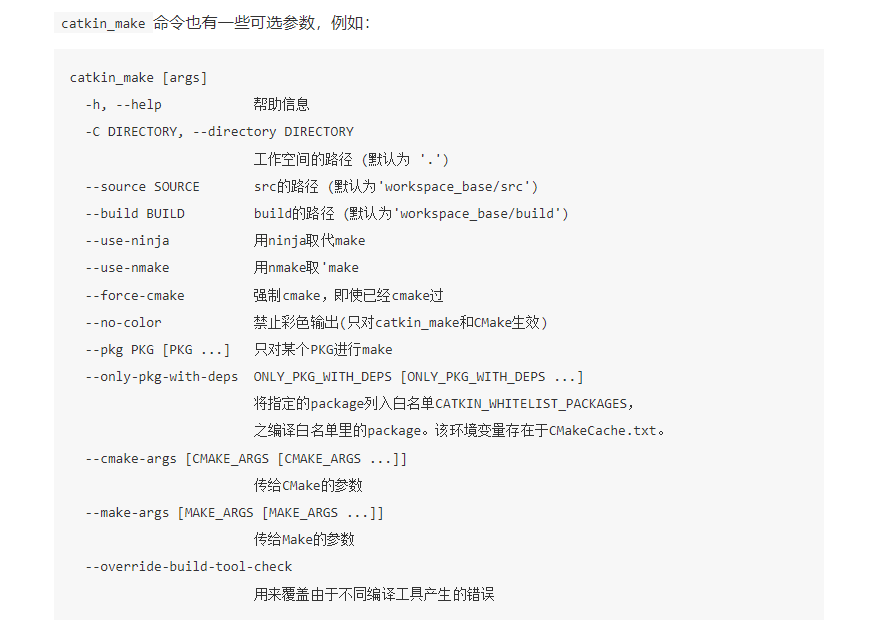 catkin_make 命令也有一些可选参数，例如：
catkin_make [args]
-h, --help 帮助信息
-C DIRECTORY, --directory DIRECTORY
工作空间的路径 (默认为 '.')
--source SOURCE src的路径 (默认为'workspace_base/src')
--build BUILD build的路径 (默认为'workspace_base/build')
--use-ninja 用ninja取代make
--use-nmake 用nmake取'make
--force-cmake 强制cmake，即使已经cmake过
--no-color 禁止彩色输出(只对catkin_make和CMake生效)
--pkg PKG [PKG ...] 只对某个PKG进行make
--only-pkg-with-deps ONLY_PKG_WITH_DEPS [ONLY_PKG_WITH_DEPS ...]
将指定的package列入白名单CATKIN_WHITELIST_PACKAGES，
之编译白名单里的package。该环境变量存在于CMakeCache.txt。
--cmake-args [CMAKE_ARGS [CMAKE_ARGS ...]]
传给CMake的参数
--make-args [MAKE_ARGS [MAKE_ARGS ...]]
传给Make的参数
--override-build-tool-check
用来覆盖由于不同编译工具产生的错误